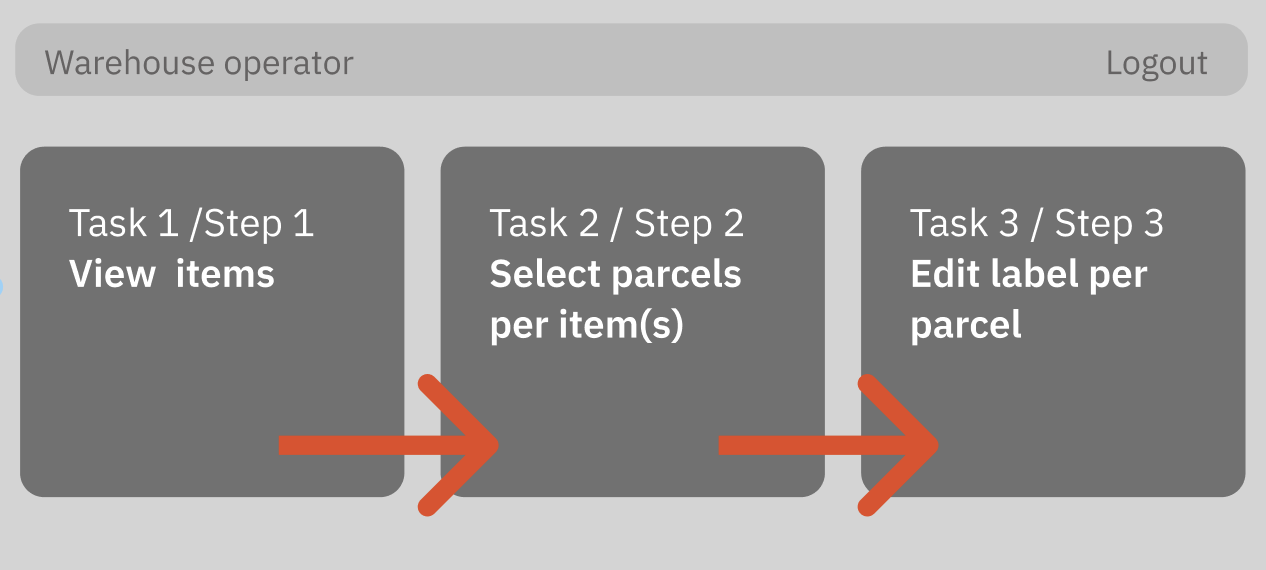 Warehouse operator
Logout
Task 1 /Step 1
View  items
Task 2 / Step 2
Select parcels
per item(s)
Task 3 / Step 3
Edit label per
parcel